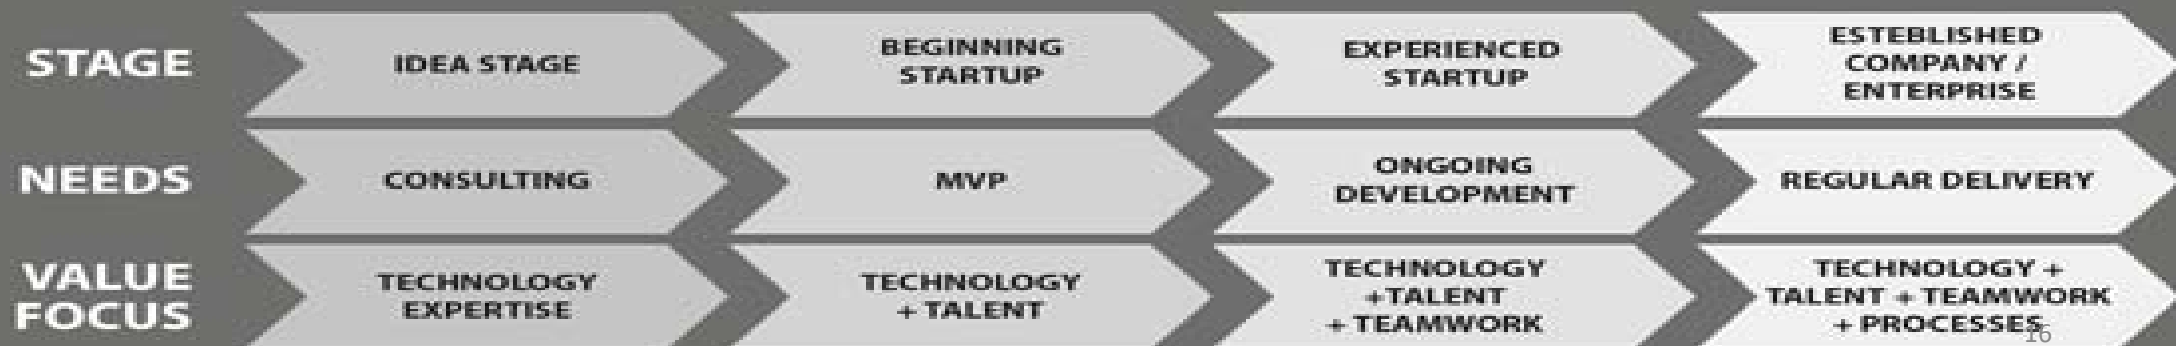 STAGE
IDEA STAGE
BEGINNING
STARTUP
EXPERIENCED
STARTUP
ESTEBLISHED
COMPANY /
ENTERPRISE
NEEDS
CONSULTING
MVP
ONGOING
DEVELOPMENT
REGULAR DELIVERY
VALUE
FOCUS
TECHNOLOGY
EXPERTISE
TECHNOLOGY
+ TALENT
TECHNOLOGY
+TALENT
+ TEAMWORK
TECHNOLOGY +
TALENT + TEAMWORK
+ PROCESSES
16